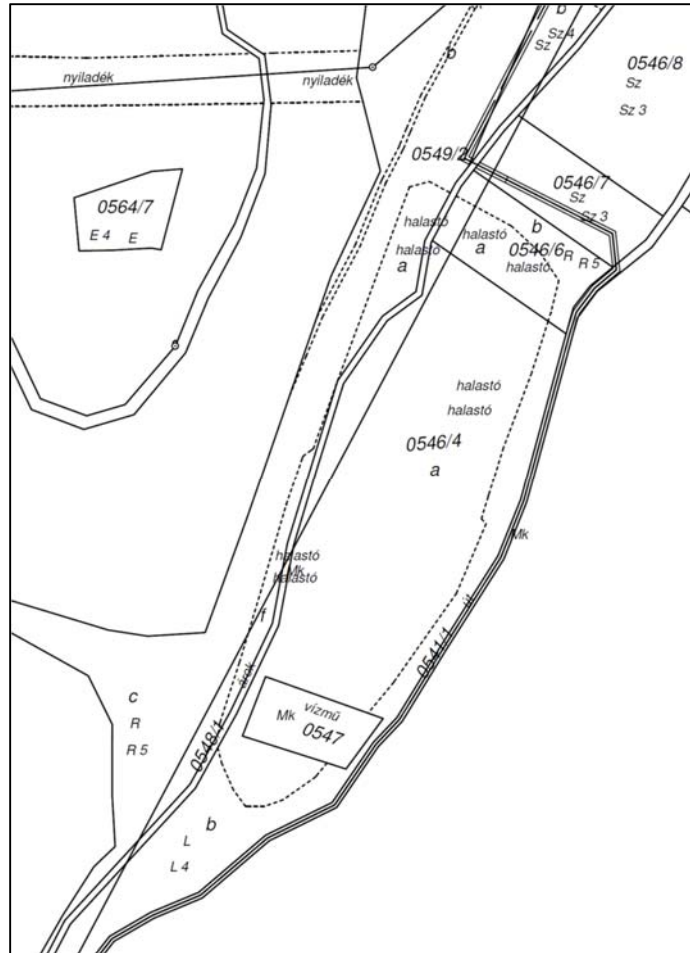 b
Sz 4
Sz
0546/8
Sz
Sz 3
nyiladék
nyiladék
b
0549/2
0546/7
Sz
Sz 3
0564/7
E 4
E
halastó
halastó
a
halastó
a
b
0546/6
R
R 5
halastó
halastó
halastó
0546/4
a
Mk
halastó
Mk
halastó
f
út
0541/1
árok
0548/1
c
R
R 5
Mk
vízmű
0547
b
L
L 4